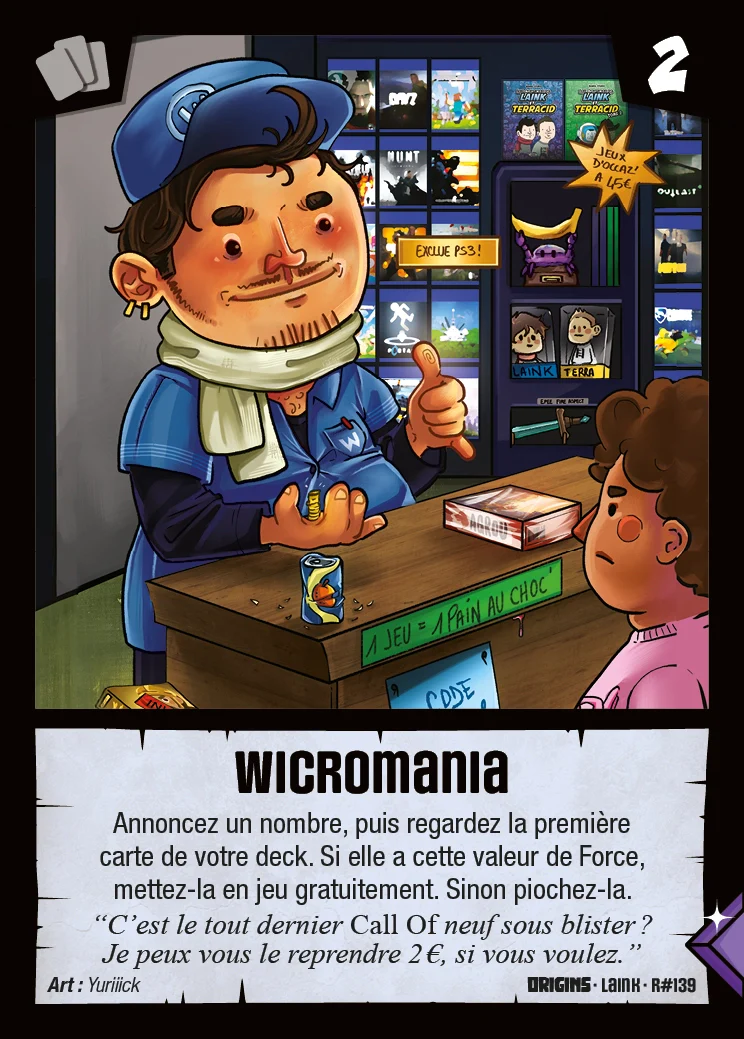 2
DAYZ
LAINK
ET
TERRACID
LAINK
ET
TERRACID
JEUX
D'OCCAZ'
A 45€
HUNT
OUTCAST
EXCLUE PS3!
LAINK
TERRA
W
AGROU
1 JEU = 1 PAIN AU CHOC'
CODE
WICROMANIA
Annoncez un nombre, puis regardez la première
carte de votre deck. Si elle a cette valeur de Force,
mettez-la en jeu gratuitement. Sinon piochez-la.
“C’est le tout dernier Call Of neuf sous blister ?
Je peux vous le reprendre 2 €, si vous voulez.”
Art : Yuriiick
ORIGINS · LAINK · R#139